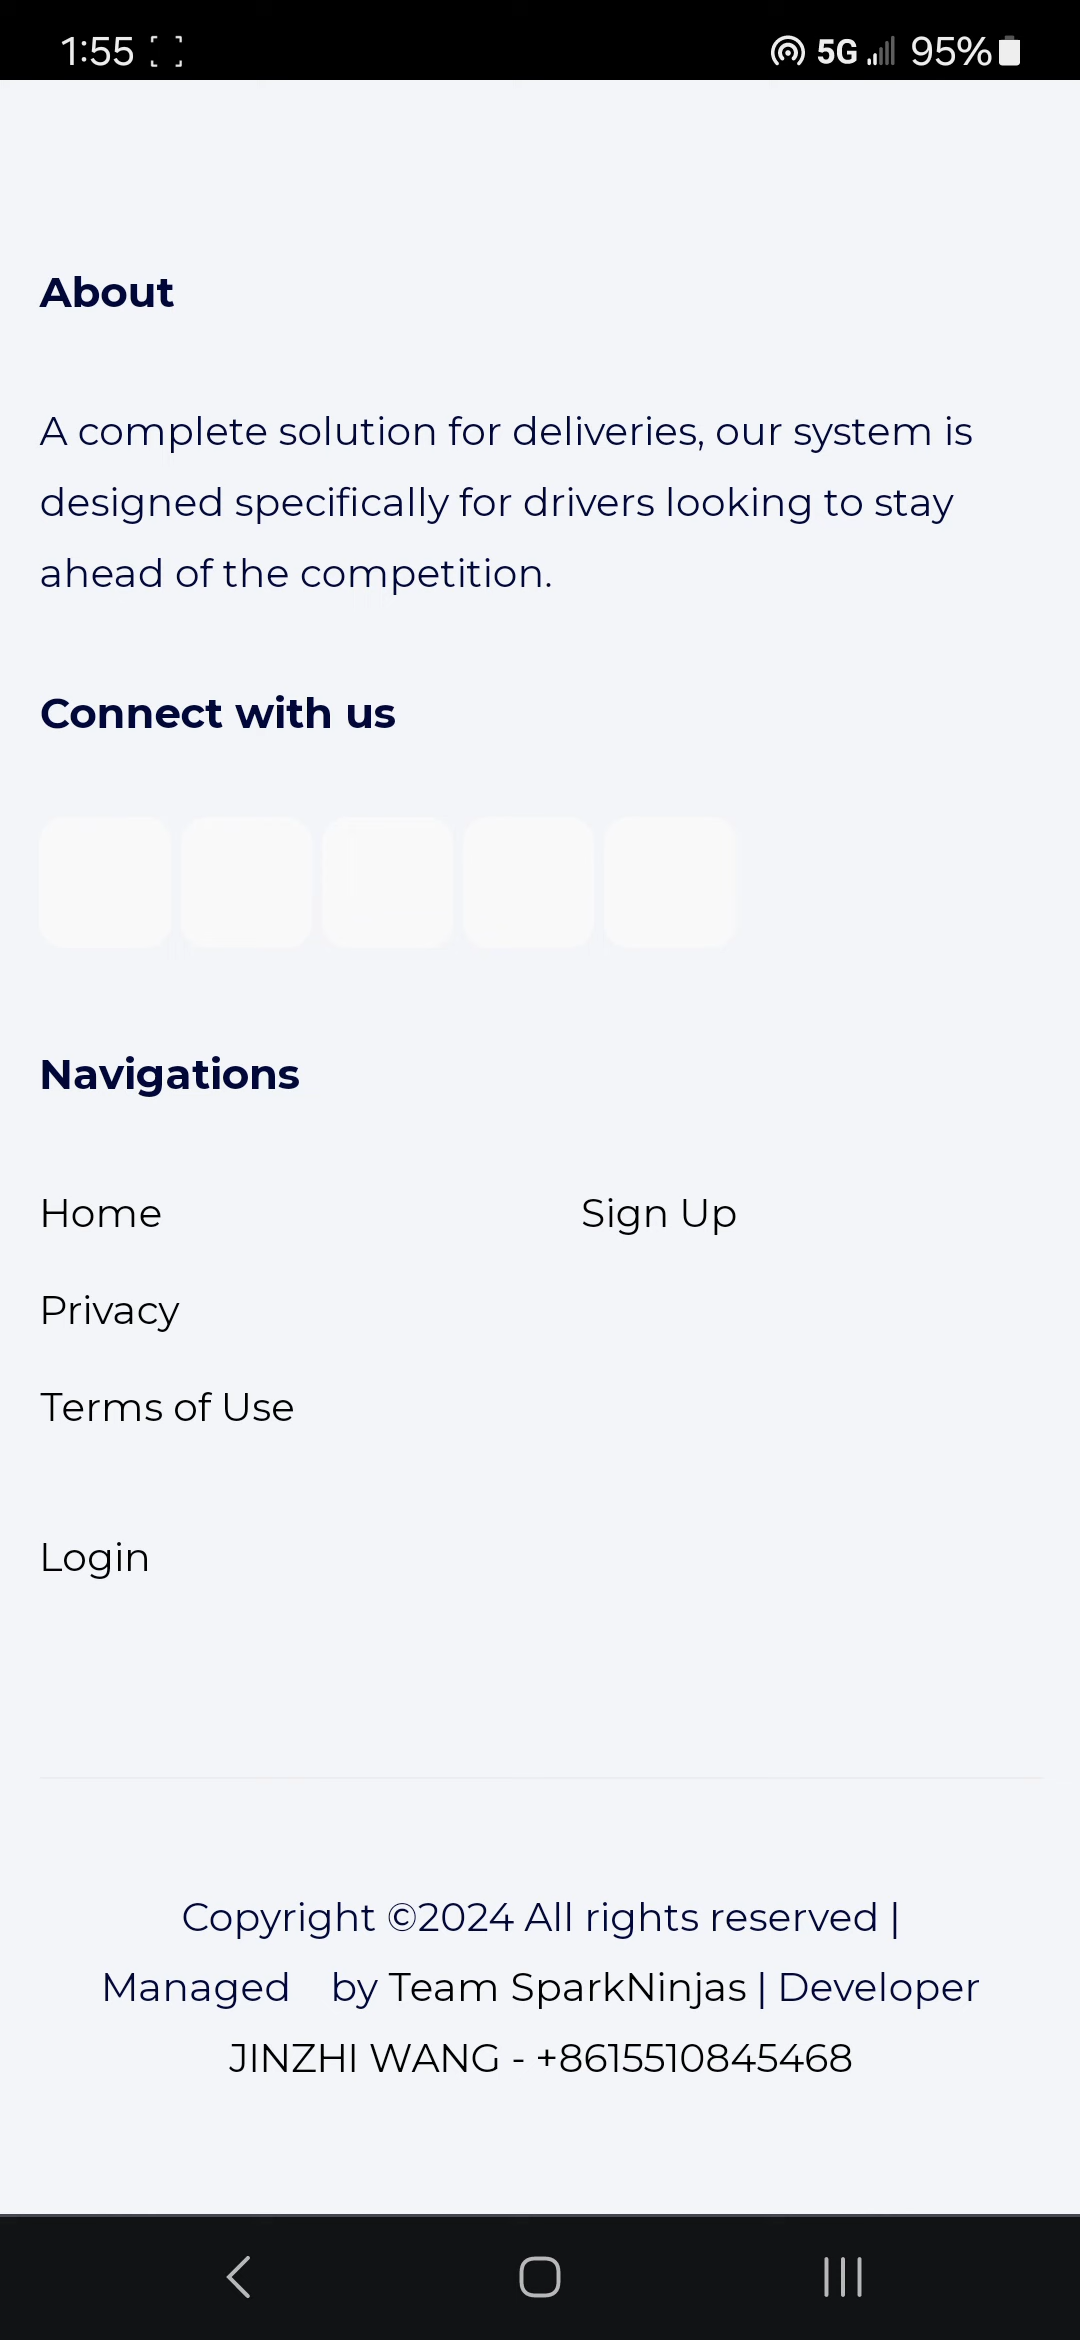 1:55 5G 95%
About
A complete solution for deliveries, our system is
designed specifically for drivers looking to stay
ahead of the competition.
Connect with us
Navigations
Home Sign Up
Privacy
Terms of Use
Login
Copyright ©2024 All rights reserved |
Managed by Team SparkNinjas | Developer
JINZHI WANG - +8615510845468